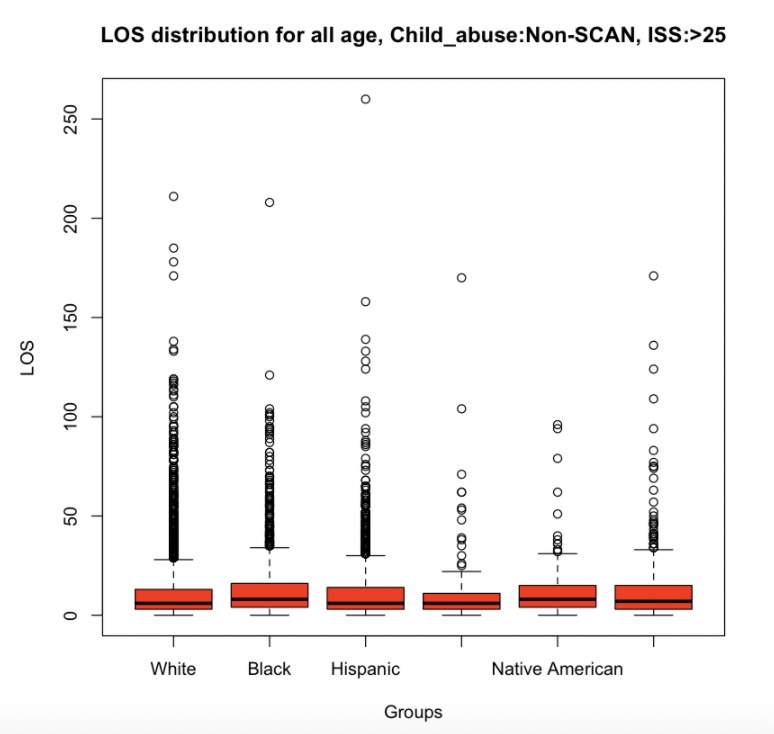 LOS distribution for all age, Child_abuse:Non-SCAN, ISS:>25
250
200
150
100
50
0
LOS
White Black Hispanic Native American
Groups